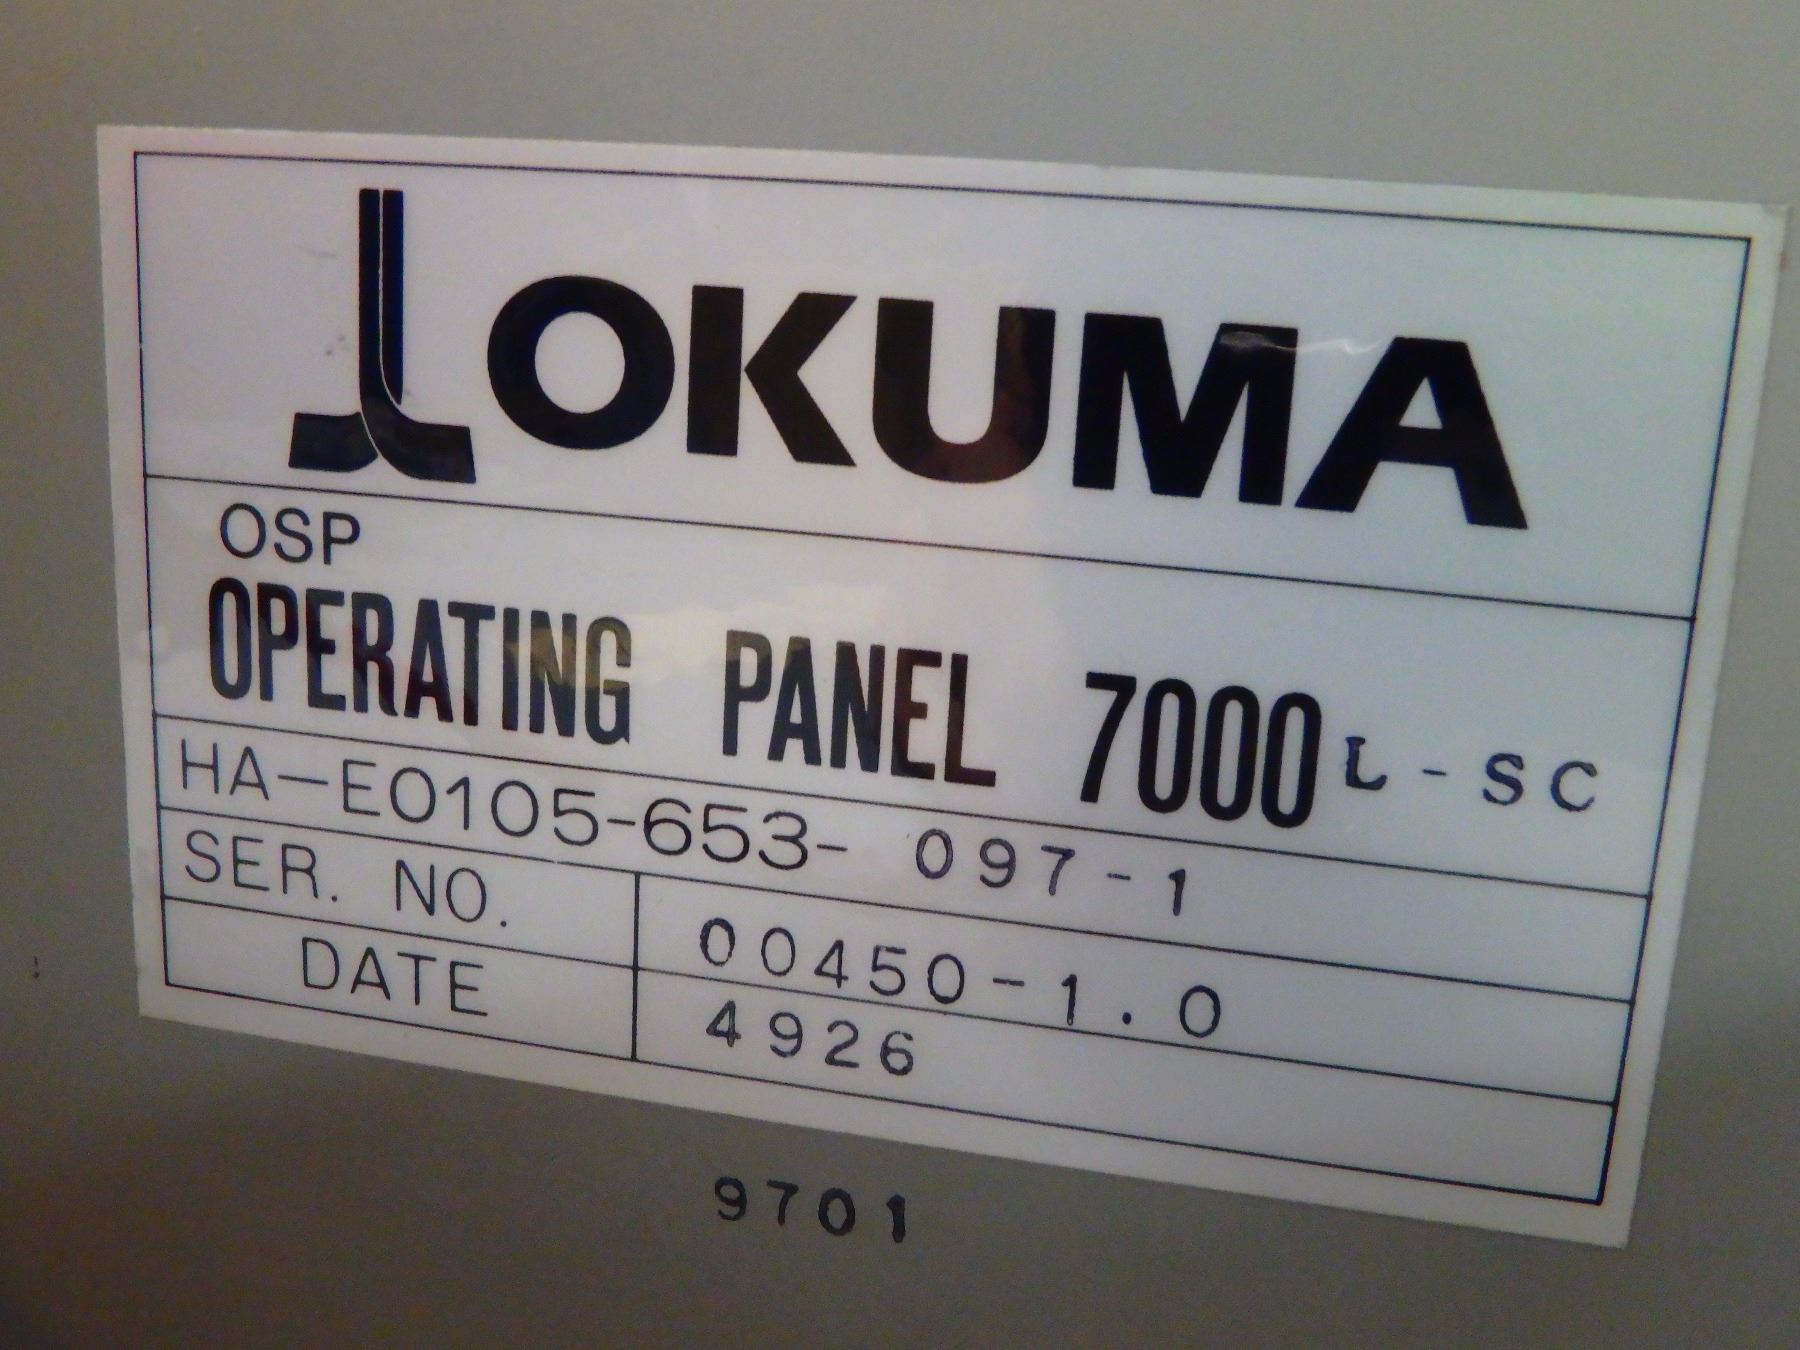 OKUMA
OSP
OPERATING PANEL 7000L-SC
HA-E0105-653-097-1
SER. NO. 00450-1.0
DATE 4926
9701